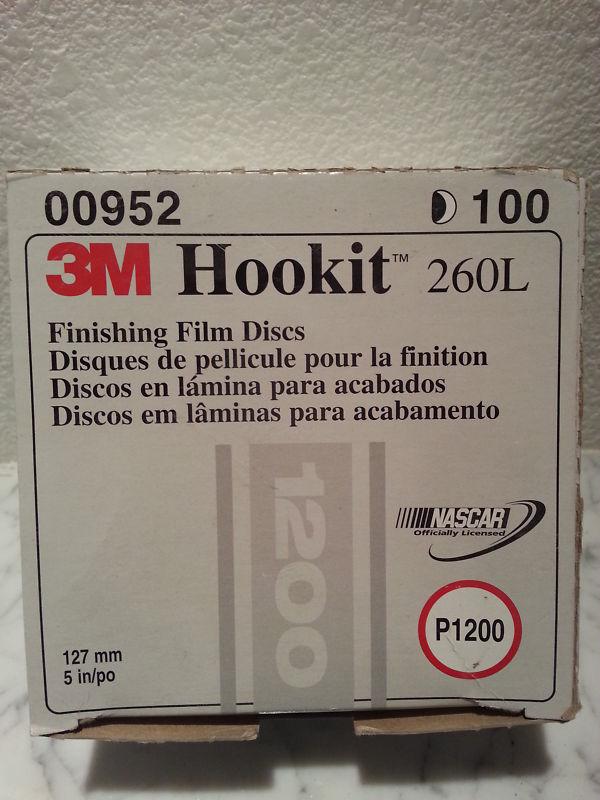 00952
100
3M Hookit™ 260L
Finishing Film Discs
Disques de pellicule pour la finition
Discos en lámina para acabados
Discos em lâminas para acabamento
1200
NASCAR
Officially Licensed
P1200
127 mm
5 in/po